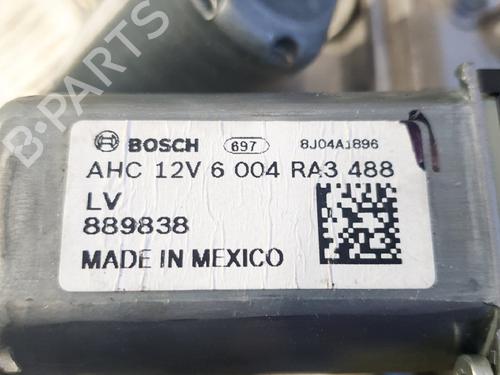 B-PARTS
BOSCH 697 8J04A1896
AHC 12V 6 004 RA3 488
LV
889838
MADE IN MEXICO